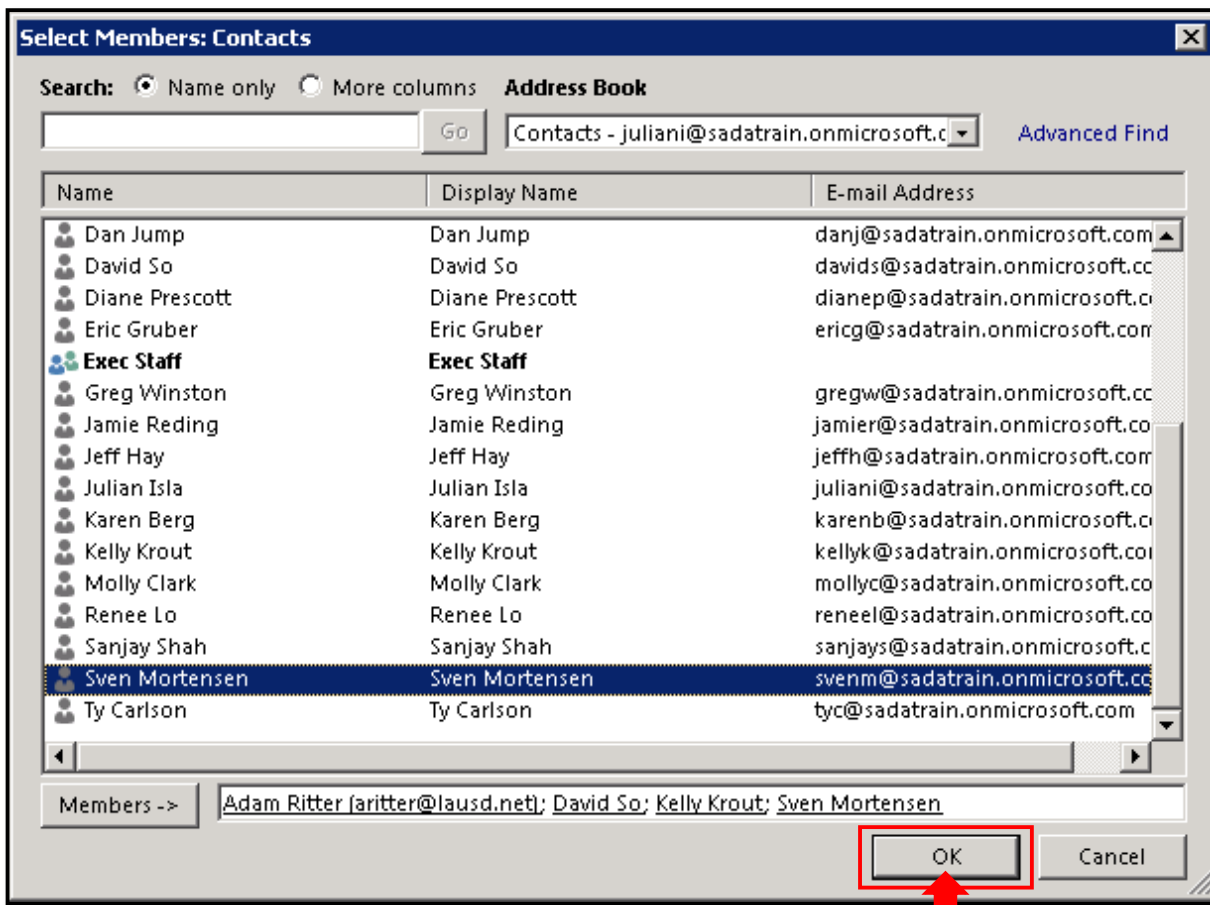 Select Members: Contacts
Search: Name only More columns Address Book
Go Contacts - juliani@sadatrain.onmicrosoft.c Advanced Find
Name Display Name E-mail Address
Dan Jump Dan Jump danj@sadatrain.onmicrosoft.com
David So David So davids@sadatrain.onmicrosoft.cc
Diane Prescott Diane Prescott dianep@sadatrain.onmicrosoft.c
Eric Gruber Eric Gruber ericg@sadatrain.onmicrosoft.com
Exec Staff Exec Staff
Greg Winston Greg Winston gregw@sadatrain.onmicrosoft.cc
Jamie Reding Jamie Reding jamier@sadatrain.onmicrosoft.co
Jeff Hay Jeff Hay jeffh@sadatrain.onmicrosoft.com
Julian Isla Julian Isla juliani@sadatrain.onmicrosoft.co
Karen Berg Karen Berg karenb@sadatrain.onmicrosoft.c
Kelly Krout Kelly Krout kellyk@sadatrain.onmicrosoft.co
Molly Clark Molly Clark mollyc@sadatrain.onmicrosoft.co
Renee Lo Renee Lo reneel@sadatrain.onmicrosoft.co
Sanjay Shah Sanjay Shah sanjays@sadatrain.onmicrosoft.c
Sven Mortensen Sven Mortensen svenm@sadatrain.onmicrosoft.cc
Ty Carlson Ty Carlson tyc@sadatrain.onmicrosoft.com
Members -> Adam Ritter (aritter@lausd.net); David So; Kelly Krout; Sven Mortensen
OK Cancel